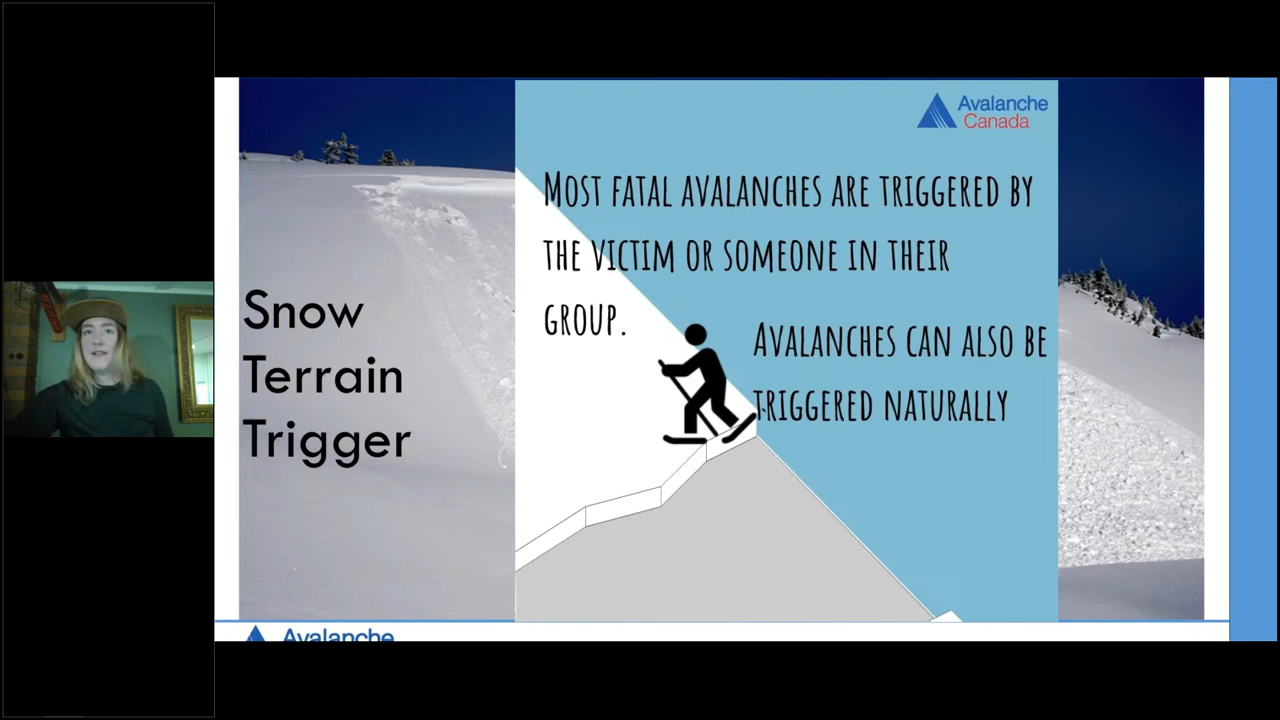 Avalanche
Canada
MOST FATAL AVALANCHES ARE TRIGGERED BY
THE VICTIM OR SOMEONE IN THEIR
GROUP.
AVALANCHES CAN ALSO BE
TRIGGERED NATURALLY
Snow
Terrain
Trigger
Avalanche